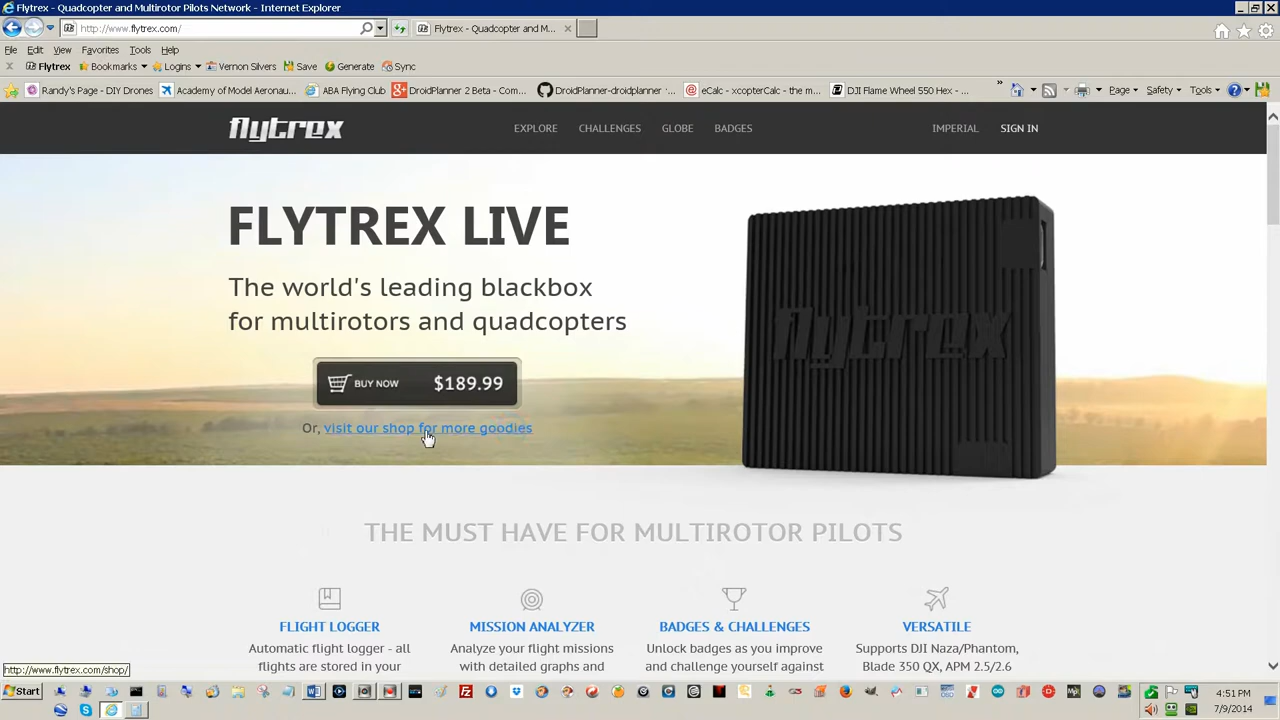 Flytrex - Quadcopter and Multirotor Pilots Network - Internet Explorer
http://www.flytrex.com/
Flytrex - Quadcopter and M...
File Edit View Favorites Tools Help
Flytrex Bookmarks Logins Vernon Silvers Save Generate Sync
Randy's Page - DIY Drones Academy of Model Aeronau... ABA Flying Club DroidPlanner 2 Beta - Com... DroidPlanner-droidplanner · ... eCalc - xcopterCalc - the m... DJI Flame Wheel 550 Hex - ... » Page Safety Tools
flytrex EXPLORE CHALLENGES GLOBE BADGES IMPERIAL SIGN IN
FLYTREX LIVE
The world's leading blackbox
for multirotors and quadcopters
flytrex
BUY NOW $189.99
Or, visit our shop for more goodies
THE MUST HAVE FOR MULTIROTOR PILOTS
FLIGHT LOGGER MISSION ANALYZER BADGES & CHALLENGES VERSATILE
Automatic flight logger - all Analyze your flight missions Unlock badges as you improve Supports DJI Naza/Phantom,
flights are stored in your with detailed graphs and and challenge yourself against Blade 350 QX, APM 2.5/2.6
http://www.flytrex.com/shop/
Start 4:51 PM
7/9/2014